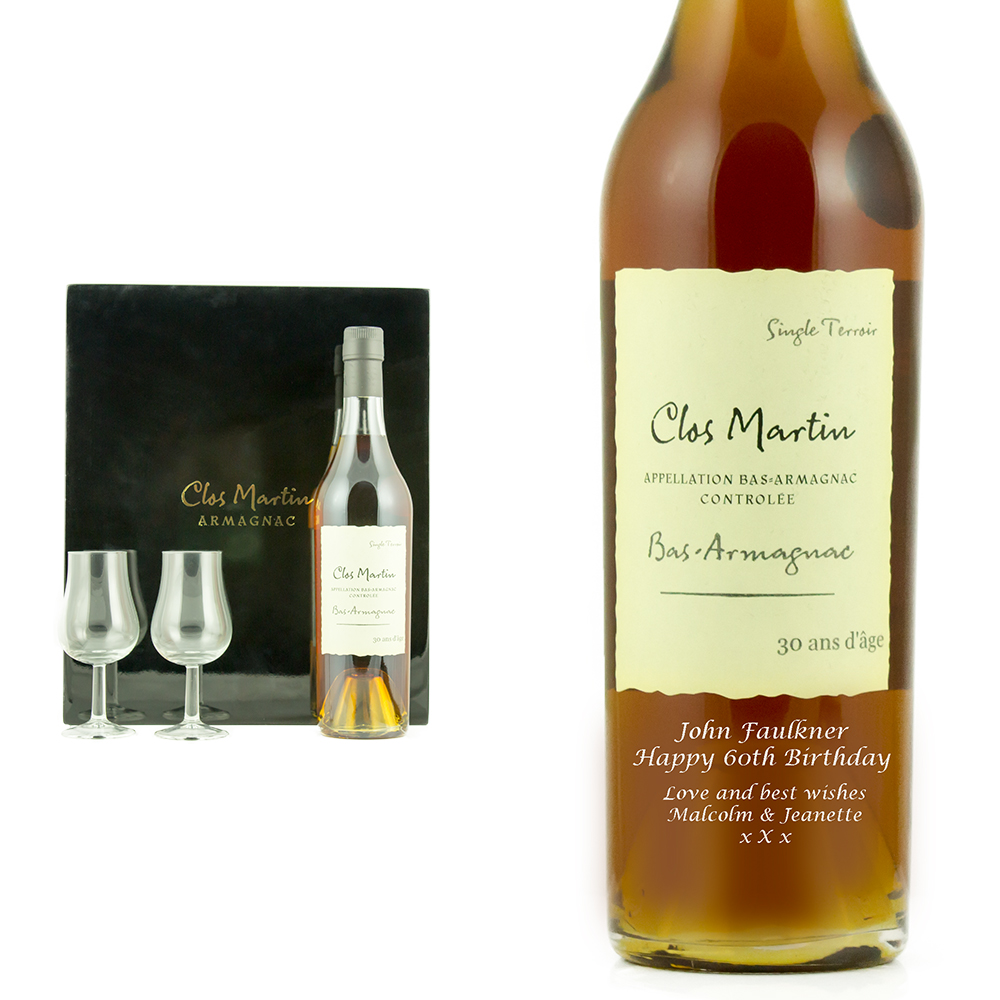 Clos Martin
ARMAGNAC
Single Terroir
Clos Martin
APPELLATION BAS-ARMAGNAC
CONTROLÉE
Bas-Armagnac
30 ans d'âge
Single Terroir
Clos Martin
APPELLATION BAS-ARMAGNAC
CONTROLÉE
Bas-Armagnac
30 ans d'âge
John Faulkner
Happy 60th Birthday
Love and best wishes
Malcolm & Jeanette
x X x